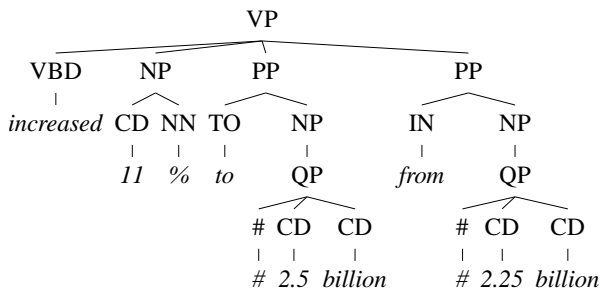 VP
VBD NP PP PP
increased CD NN TO NP IN NP
11 % to QP from QP
# CD CD # CD CD
# 2.5 billion # 2.25 billion